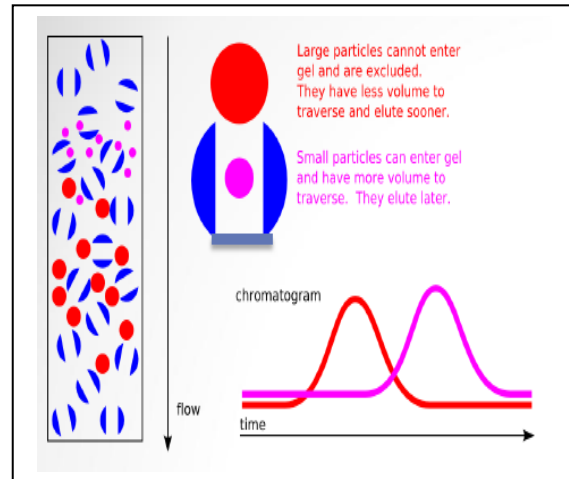 Large particles cannot enter
gel and are excluded.
They have less volume to
traverse and elute sooner.
Small particles can enter gel
and have more volume to
traverse. They elute later.
chromatogram
flow
time